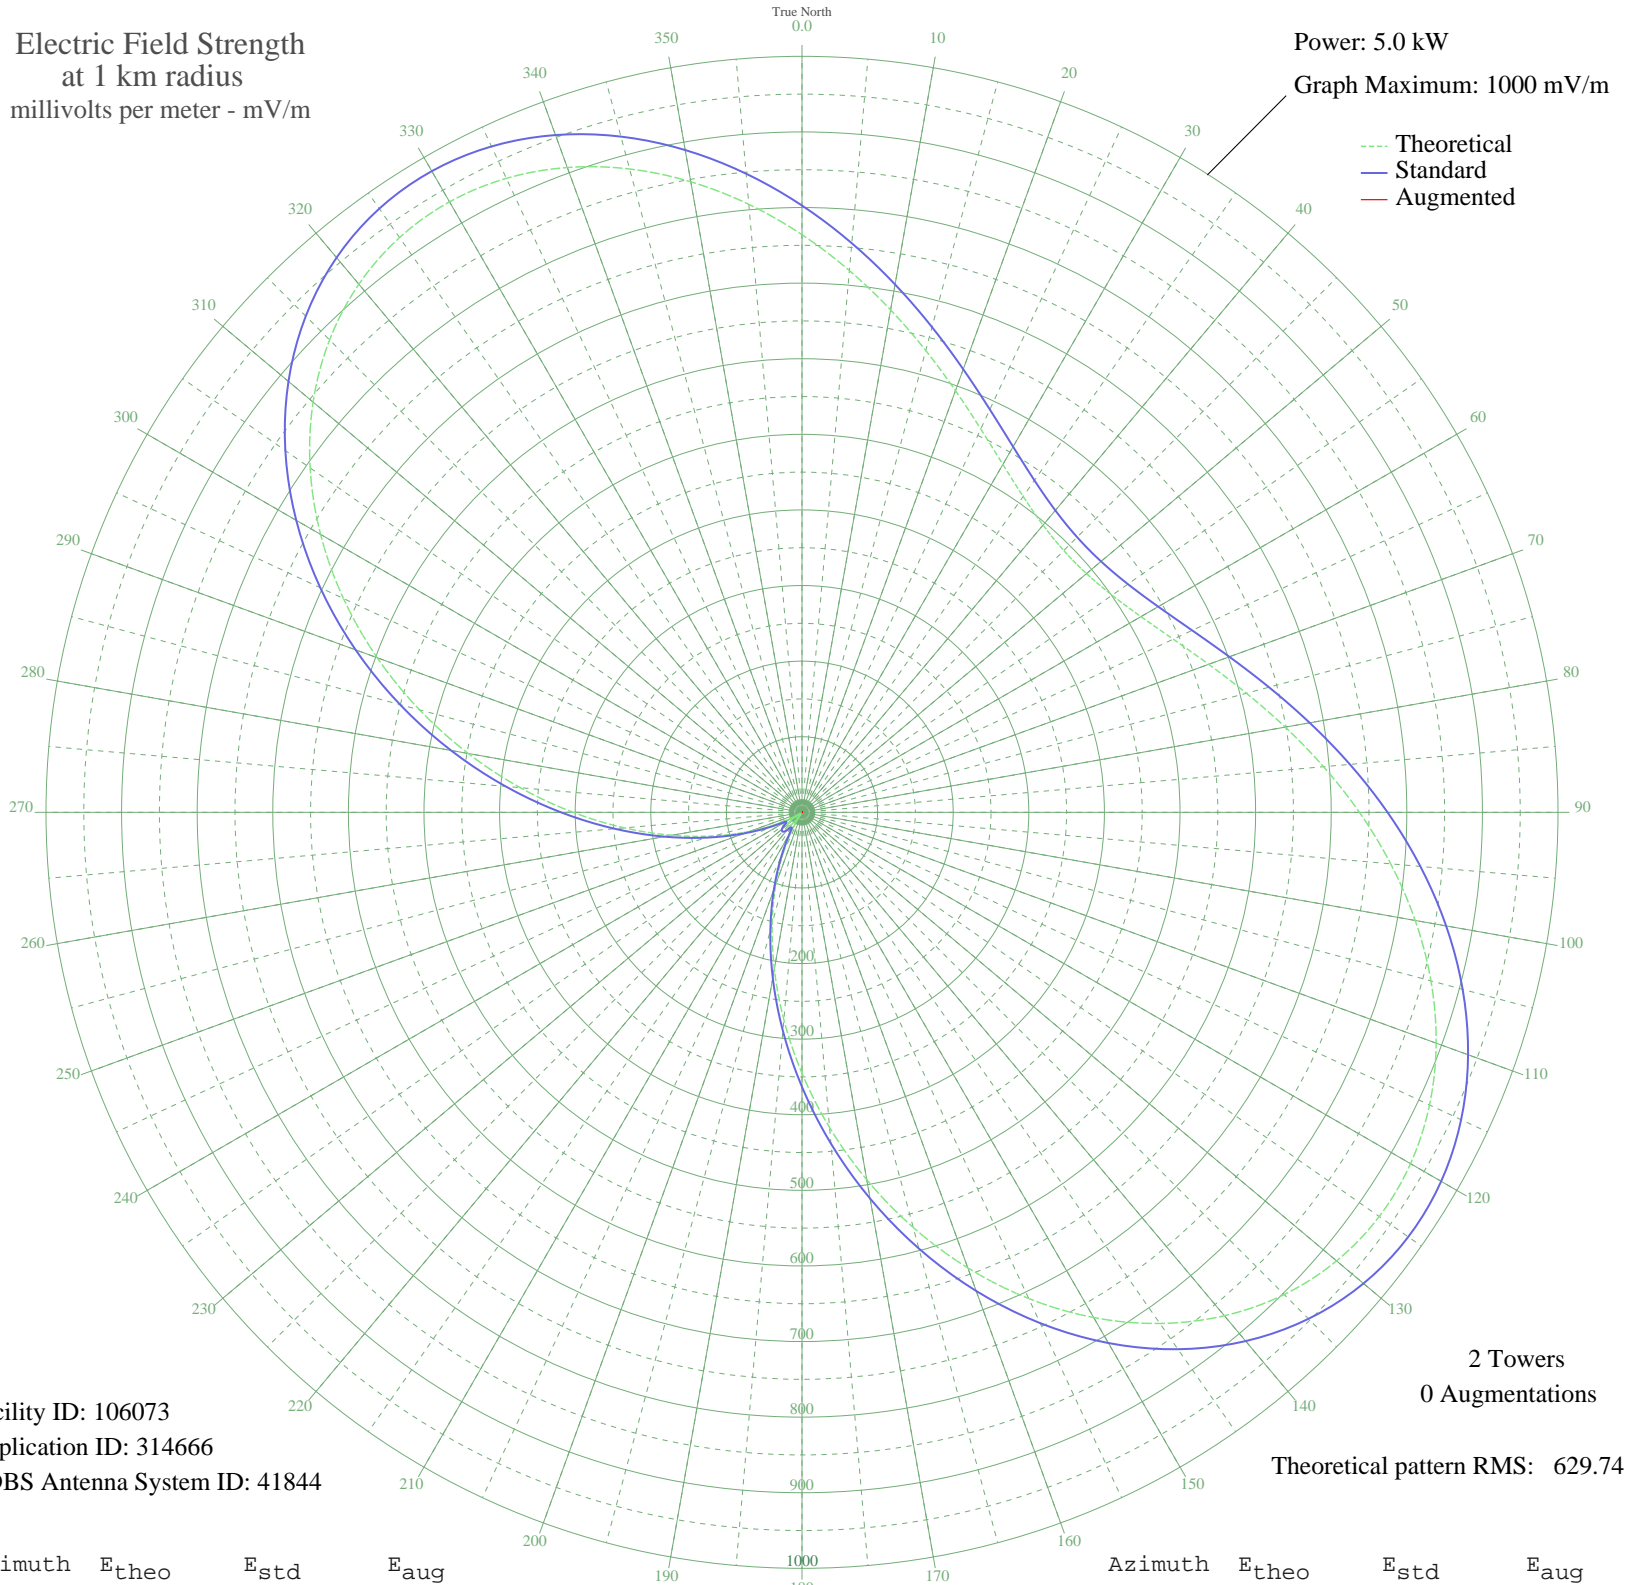 True North
Electric Field Strength
at 1 km radius
millivolts per meter - mV/m
Power: 5.0 kW
Graph Maximum: 1000 mV/m
Theoretical
Standard
Augmented
0.0
10
20
30
40
50
60
70
80
90
100
110
120
130
140
150
160
170
190
200
210
220
230
240
250
260
270
280
290
300
310
320
330
340
350
200
300
400
500
600
700
800
900
1000
2 Towers
0 Augmentations
Theoretical pattern RMS: 629.74
cility ID: 106073
plication ID: 314666
DBS Antenna System ID: 41844
imuth Etheo Estd Eaug
Azimuth Etheo Estd Eaug